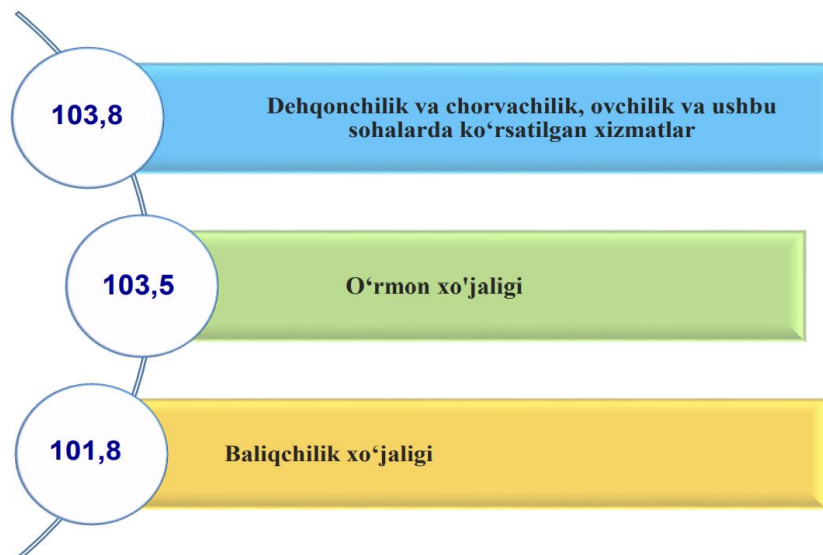 103,8
Dehqonchilik va chorvachilik, ovchilik va ushbu
sohalarda ko‘rsatilgan xizmatlar
103,5
O‘rmon xo'jaligi
101,8
Baliqchilik xo‘jaligi